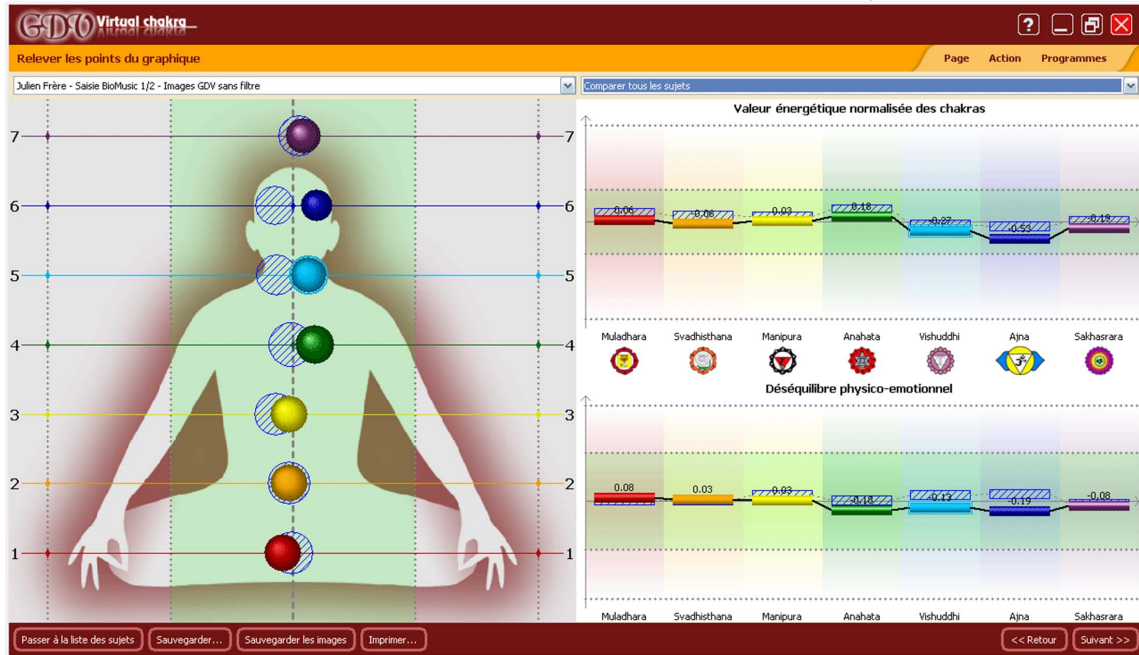 GDV Virtual chakra
?
Relever les points du graphique
Page Action Programmes
Julien Frère - Saisie BioMusic 1/2 - Images GDV sans filtre
Comparer tous les sujets
7 7
6 6
5 5
4 4
3 3
2 2
1 1
Valeur énergétique normalisée des chakras
0.06 -0.08 0.03 0.18 -0.27 -0.53 -0.19
Muladhara Svadhisthana Manipura Anahata Vishuddhi Ajna Sakhasrara
Déséquilibre physico-emotionnel
0.08 0.03 0.03 -0.18 -0.13 -0.19 -0.08
Muladhara Svadhisthana Manipura Anahata Vishuddhi Ajna Sakhasrara
Passer à la liste des sujets Sauvegarder... Sauvegarder les images Imprimer... << Retour Suivant >>